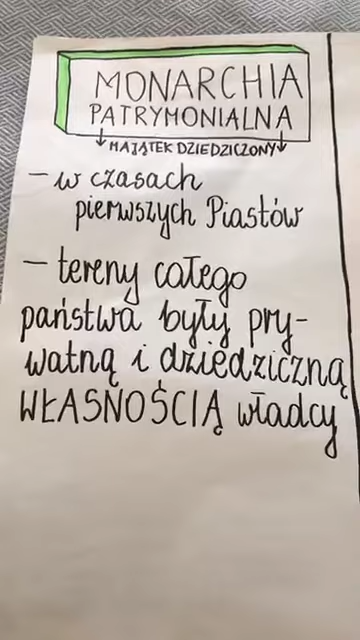 MONARCHIA
PATRYMONIALNA
MAJĄTEK DZIEDZICZONY
– w czasach
pierwszych Piastów
– tereny całego
państwa były pry-
watną i dziedziczną
WŁASNOŚCIĄ władcy